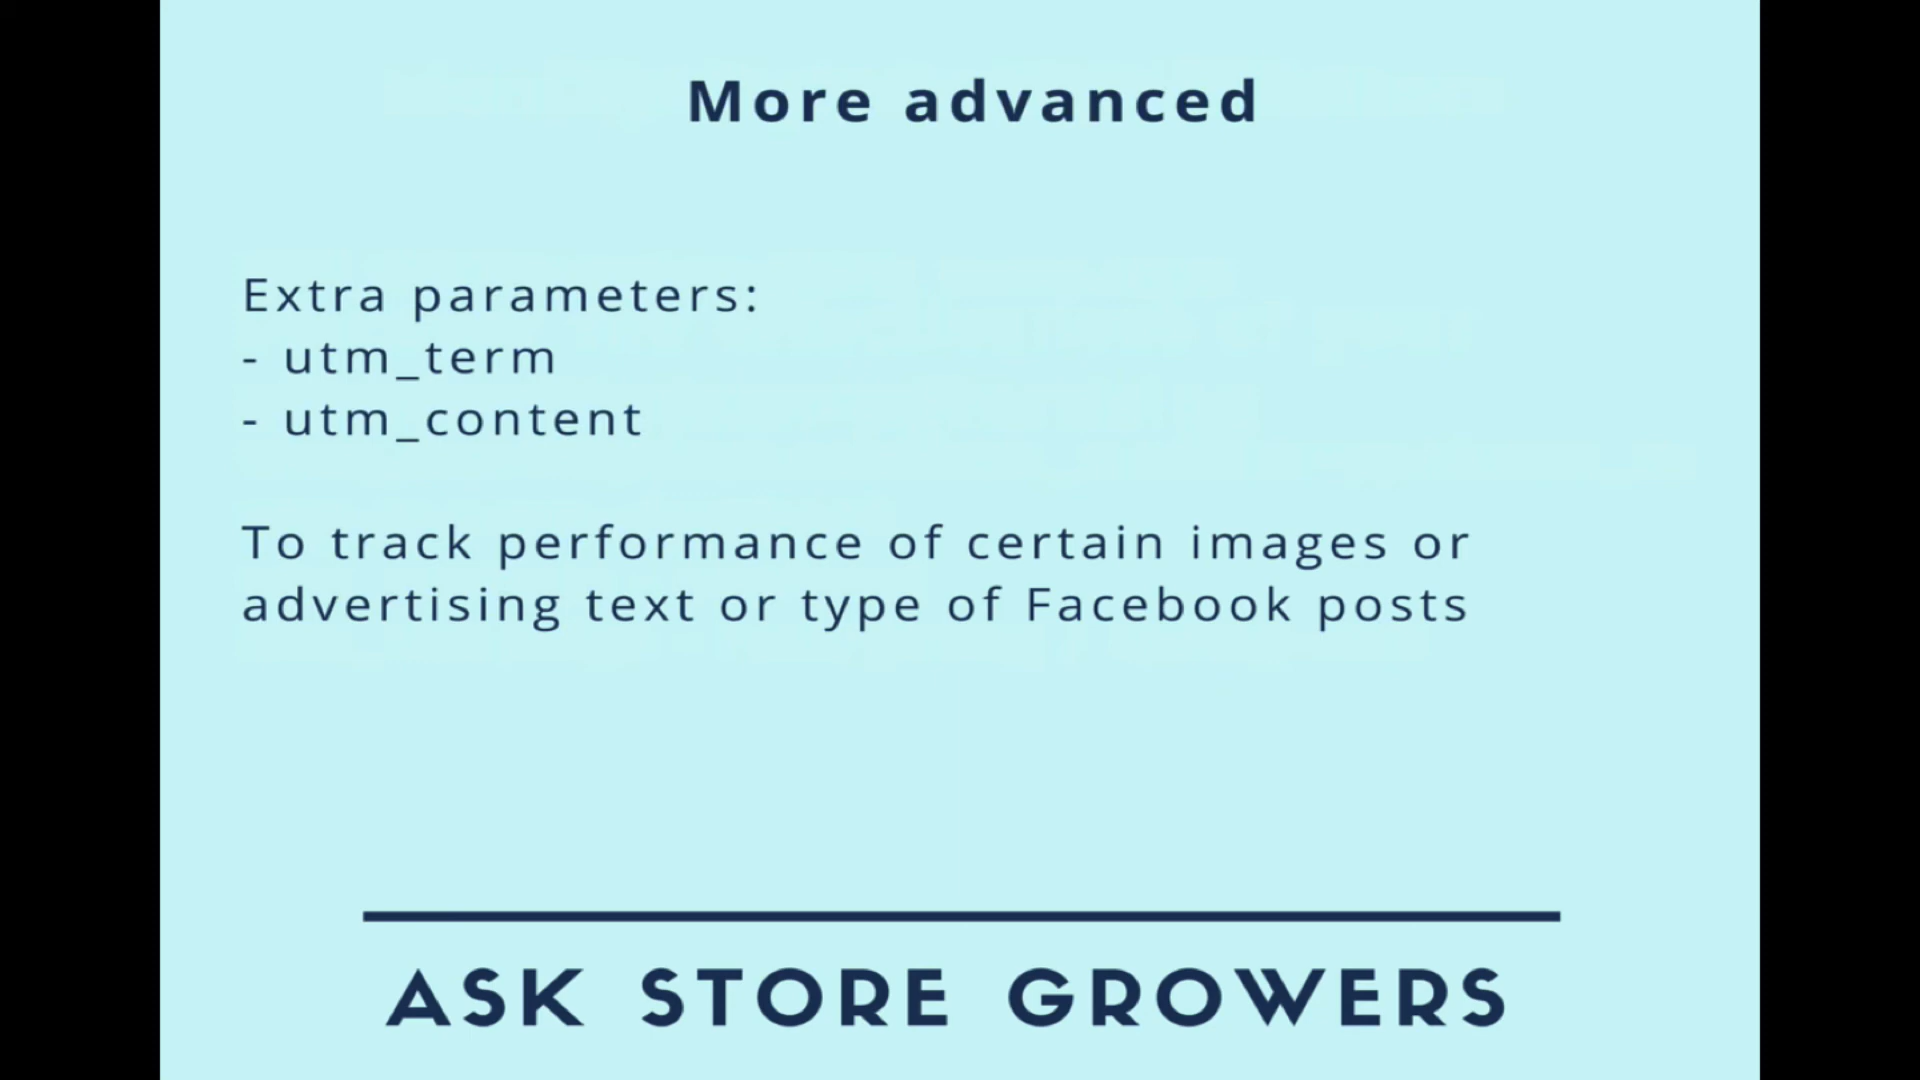 More advanced
Extra parameters:
- utm_term
- utm_content
To track performance of certain images or
advertising text or type of Facebook posts
ASK STORE GROWERS